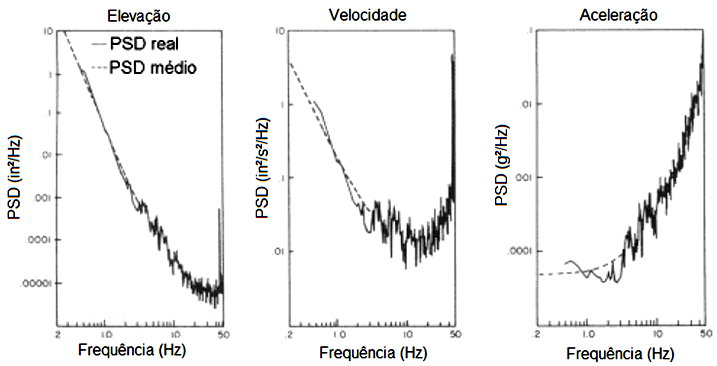 Elevação
PSD (in²/Hz)
10
1
.1
.01
.001
.0001
.00001
PSD real
PSD médio
.2 1.0 10.0 50
Frequência (Hz)
Velocidade
PSD (in²/s²/Hz)
10
1
.1
.01
.2 1.0 10 50
Frequência (Hz)
Aceleração
PSD (g²/Hz)
.1
.01
.001
.0001
.2 1.0 10 50
Frequência (Hz)